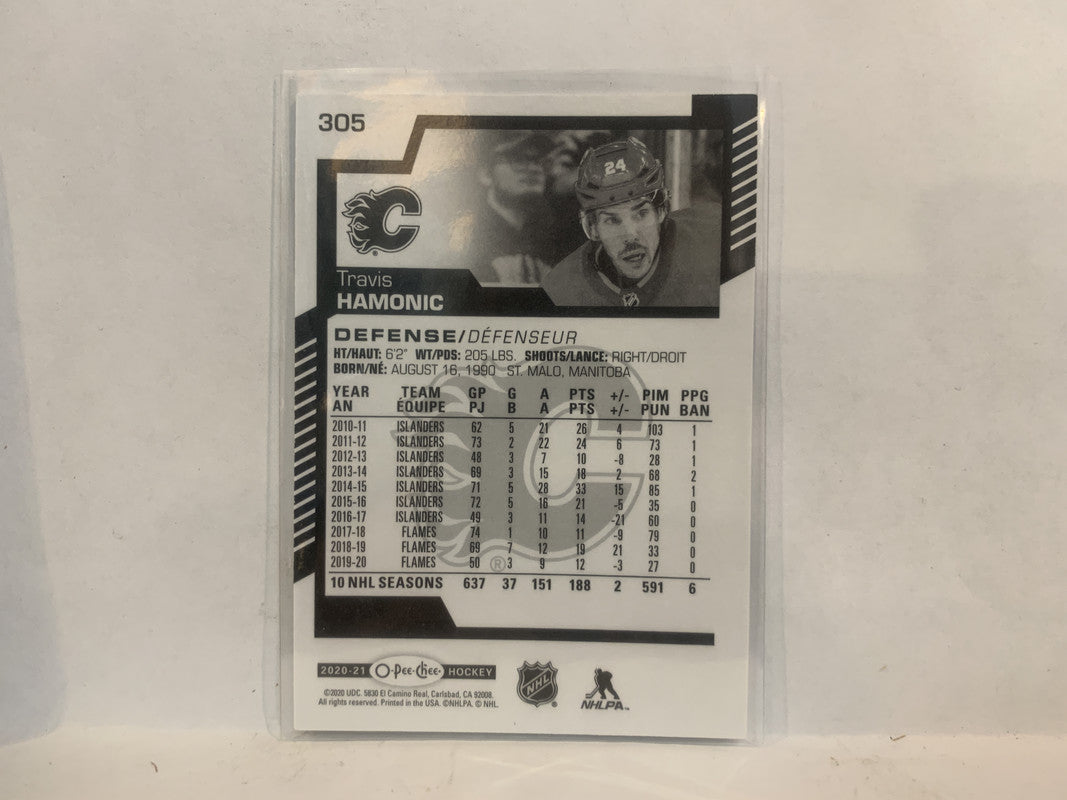 305
24
C
Travis
HAMONIC
DEFENSE/DÉFENSEUR
HT/HAUT: 6'2" WT/PDS: 205 LBS. SHOOTS/LANCE: RIGHT/DROIT
BORN/NÉ: AUGUST 16, 1990 ST. MALO, MANITOBA
YEAR TEAM GP G A PTS +/- PIM PPG
AN ÉQUIPE PJ B A PTS +/- PUN BAN
2010-11 ISLANDERS 62 5 21 26 4 103 1
2011-12 ISLANDERS 73 2 22 24 6 73 1
2012-13 ISLANDERS 48 3 7 10 -8 28 1
2013-14 ISLANDERS 69 3 15 18 2 68 2
2014-15 ISLANDERS 71 5 28 33 15 85 1
2015-16 ISLANDERS 72 5 16 21 -5 35 0
2016-17 ISLANDERS 49 3 11 14 -21 60 0
2017-18 FLAMES 74 1 10 11 -9 79 0
2018-19 FLAMES 69 7 12 19 21 33 0
2019-20 FLAMES 50 3 9 12 -3 27 0
10 NHL SEASONS 637 37 151 188 2 591 6
2020-21 O-Pee-Chee HOCKEY
©2020 UDC. 5830 El Camino Real, Carlsbad, CA 92008.
All rights reserved. Printed in the USA. ©NHLPA. © NHL.
NHL
NHLPA